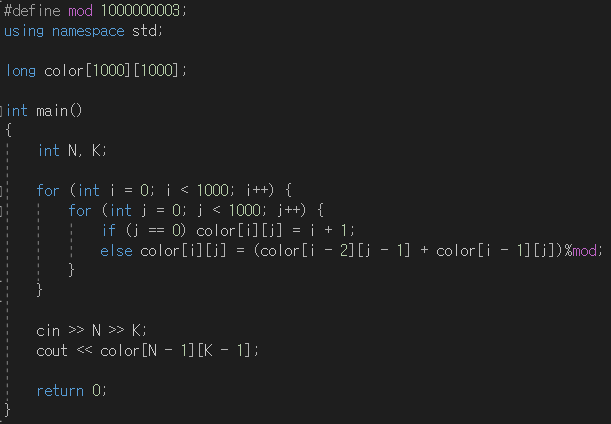 #define mod 1000000003;
using namespace std;
long color[1000][1000];
int main()
{
int N, K;
for (int i = 0; i < 1000; i++) {
for (int j = 0; j < 1000; j++) {
if (j == 0) color[i][j] = i + 1;
else color[i][j] = (color[i - 2][j - 1] + color[i - 1][j])%mod;
}
}
cin >> N >> K;
cout << color[N - 1][K - 1];
return 0;
}